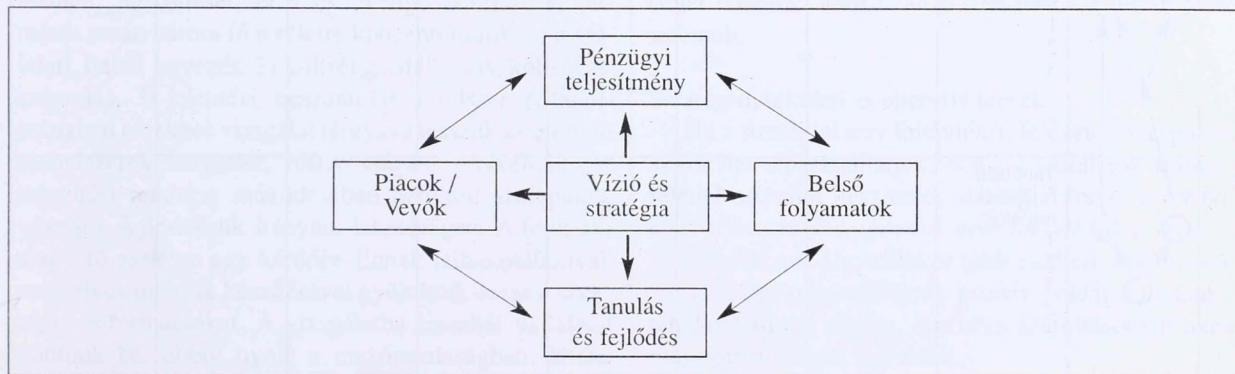 Pénzügyi
teljesítmény
Piacok /
Vevők
Vízió és
stratégia
Belső
folyamatok
Tanulás
és fejlődés